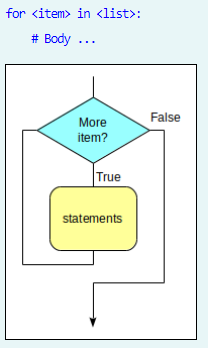 for <item> in <list>:
# Body ...
More
item?
False
True
statements